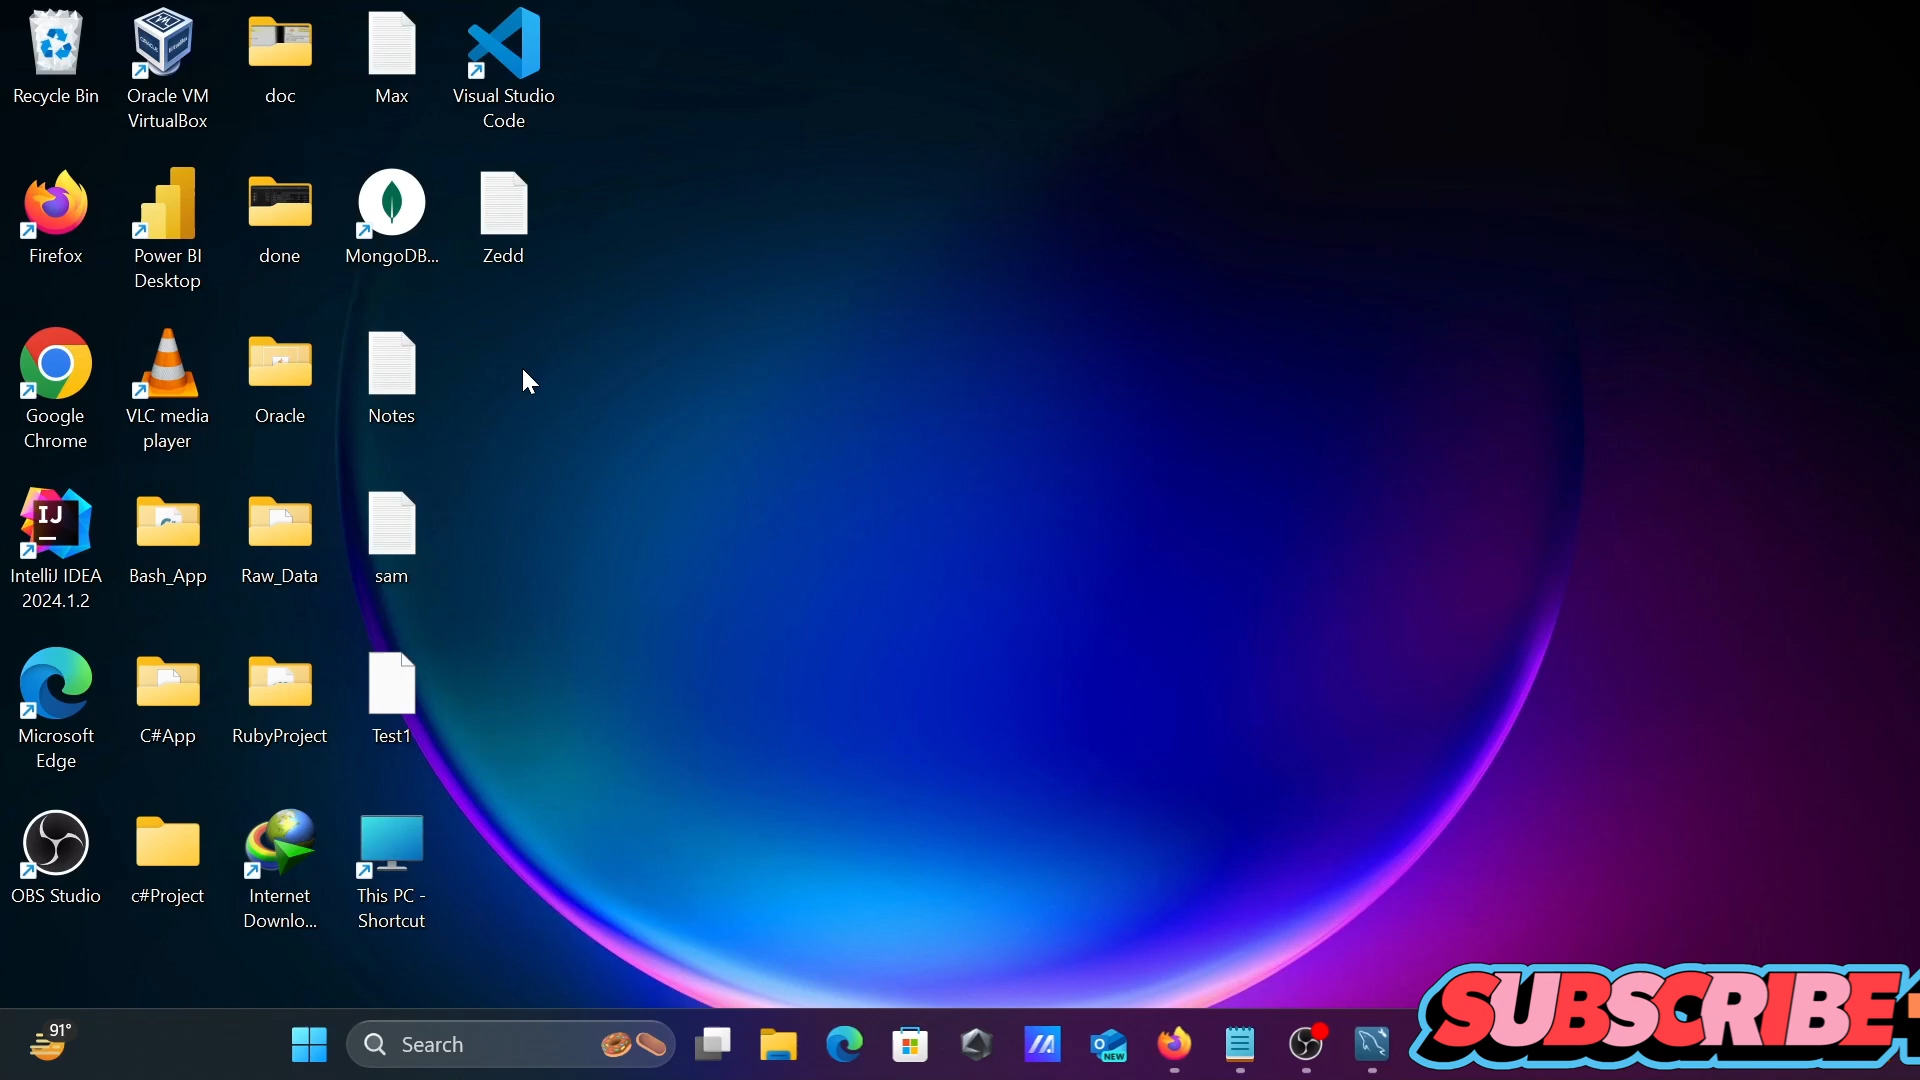 Recycle Bin
Oracle VM
VirtualBox
doc
Max
Visual Studio
Code
Firefox
Power BI
Desktop
done
MongoDB...
Zedd
Google
Chrome
VLC media
player
Oracle
Notes
IJ
IntelliJ IDEA
2024.1.2
Bash_App
Raw_Data
sam
Microsoft
Edge
C#App
RubyProject
Test1
OBS Studio
c#Project
Internet
Downlo...
This PC -
Shortcut
91°
Search
NEW
SUBSCRIBE